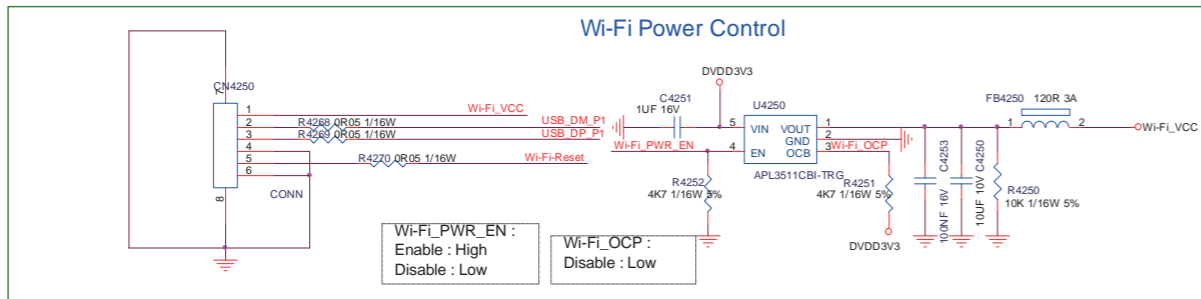 Wi-Fi Power Control
CN4250
7
1
2
3
4
5
6
8
CONN
Wi-Fi_VCC
R4268 0R05 1/16W
USB_DM_P1
R4269 0R05 1/16W
USB_DP_P1
R4270 0R05 1/16W
Wi-Fi-Reset
DVDD3V3
C4251
1UF 16V
U4250
5
VIN
VOUT
1
GND
2
4
EN
OCB
3
APL3511CBI-TRG
Wi-Fi_PWR_EN
Wi-Fi_OCP
R4252
4K7 1/16W 5%
R4251
4K7 1/16W 5%
DVDD3V3
C4253
100NF 16V
C4250
10UF 10V
R4250
10K 1/16W 5%
FB4250
120R 3A
1
2
Wi-Fi_VCC
Wi-Fi_PWR_EN :
Enable : High
Disable : Low
Wi-Fi_OCP :
Disable : Low